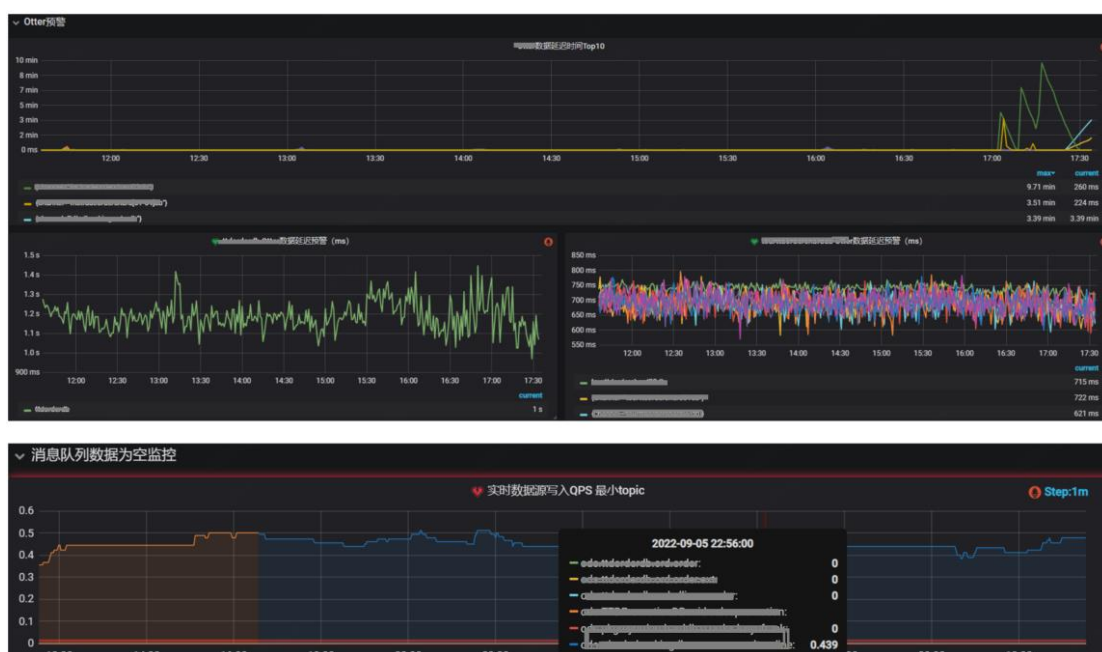 Otter预警
数据延迟时间Top10
10 min
8 min
7 min
5 min
3 min
2 min
0 ms
12:00 12:30 13:00 13:30 14:00 14:30 15:00 15:30 16:00 16:30 17:00 17:30
max current
9.71 min 260 ms
3.51 min 224 ms
3.39 min 3.39 min
数据延迟预警 (ms)
1.5 s
1.4 s
1.3 s
1.2 s
1.1 s
1.0 s
900 ms
12:00 12:30 13:00 13:30 14:00 14:30 15:00 15:30 16:00 16:30 17:00 17:30
current
1 s
数据延迟预警 (ms)
850 ms
800 ms
750 ms
700 ms
650 ms
600 ms
550 ms
12:00 12:30 13:00 13:30 14:00 14:30 15:00 15:30 16:00 16:30 17:00 17:30
current
715 ms
722 ms
621 ms
消息队列数据为空监控
实时数据源写入QPS 最小topic
Step:1m
0.6
0.5
0.4
0.3
0.2
0.1
0
2022-09-05 22:56:00
0
0
0
0
0.439